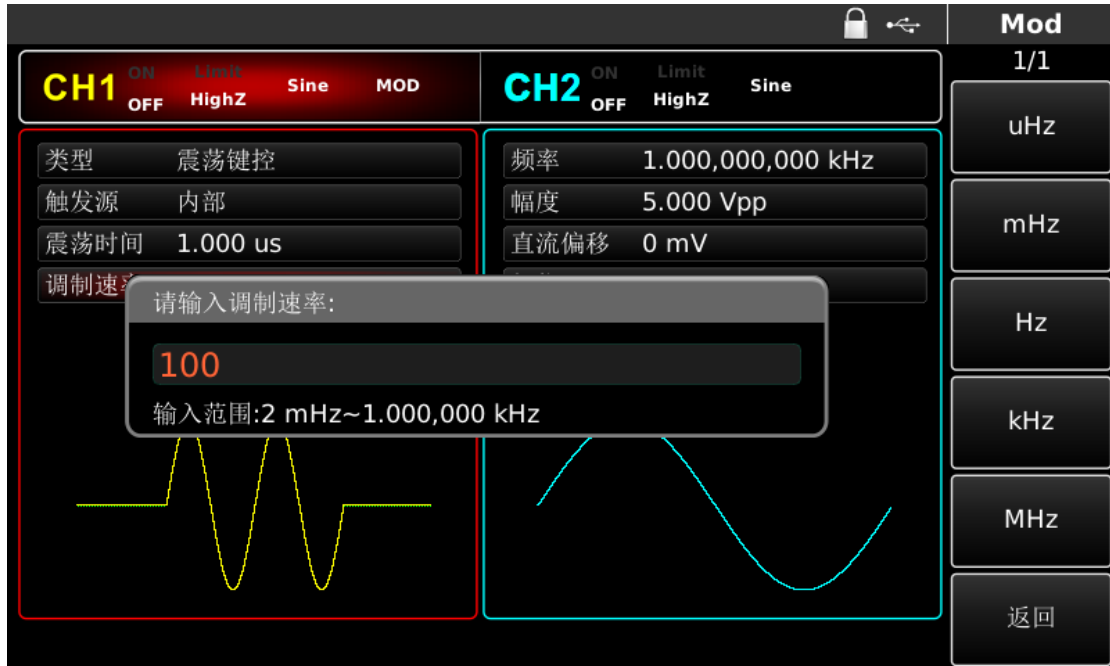 Mod
1/1
CH1 ON OFF Limit HighZ Sine MOD
CH2 ON OFF Limit HighZ Sine
类型 震荡键控
触发源 内部
震荡时间 1.000 us
调制速
频率 1.000,000,000 kHz
幅度 5.000 Vpp
直流偏移 0 mV
请输入调制速率:
100
输入范围:2 mHz~1.000,000 kHz
uHz
mHz
Hz
kHz
MHz
返回